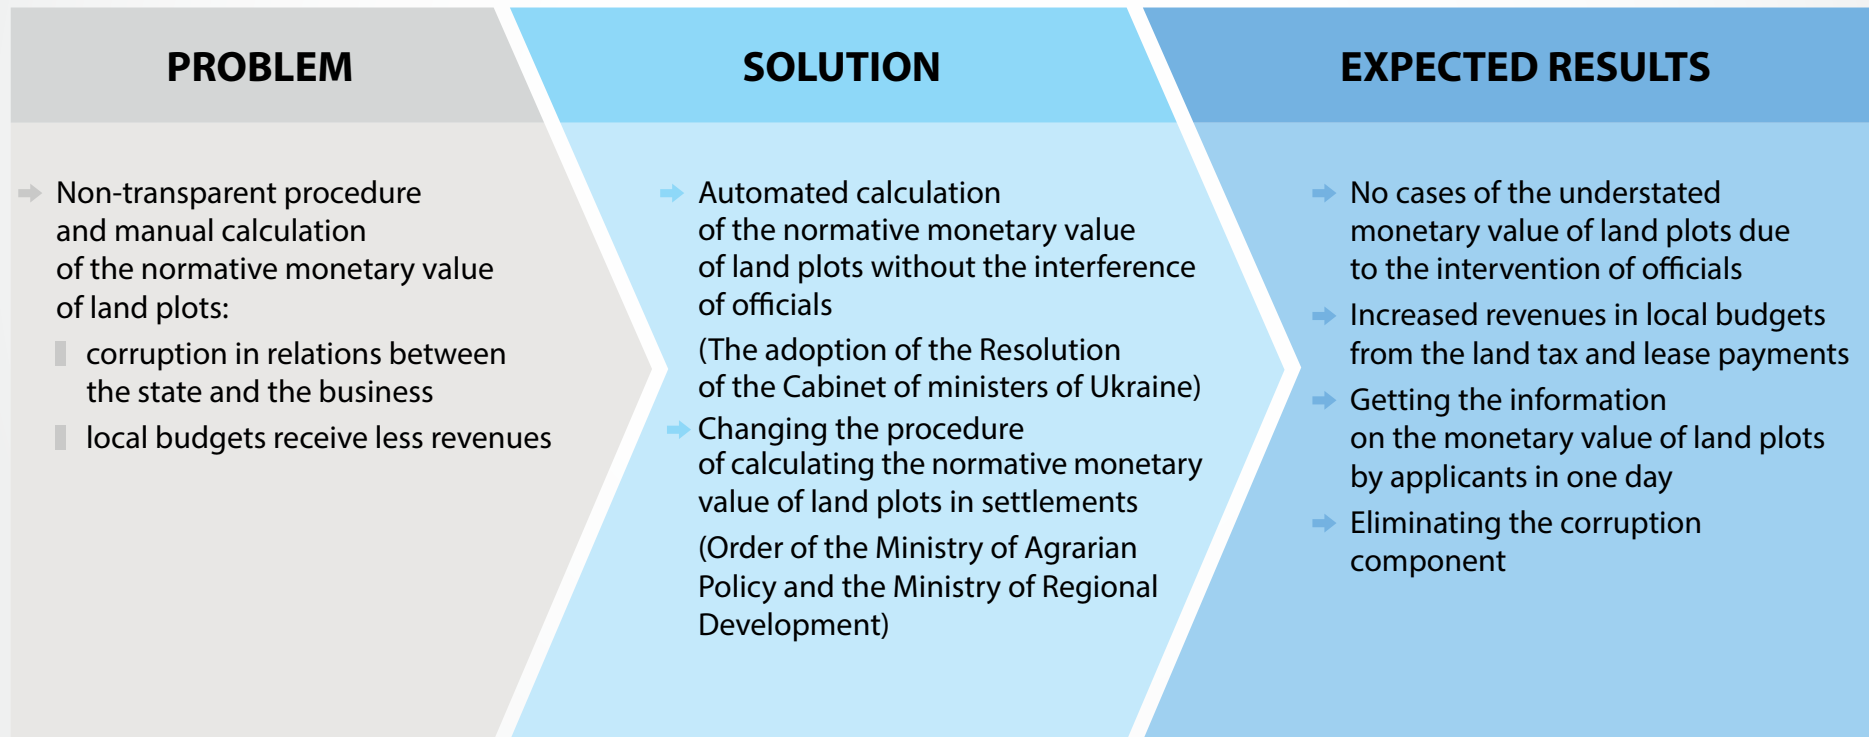 PROBLEM
Non-transparent procedure
and manual calculation
of the normative monetary value
of land plots:
corruption in relations between
the state and the business
local budgets receive less revenues
SOLUTION
Automated calculation
of the normative monetary value
of land plots without the interference
of officials
(The adoption of the Resolution
of the Cabinet of ministers of Ukraine)
Changing the procedure
of calculating the normative monetary
value of land plots in settlements
(Order of the Ministry of Agrarian
Policy and the Ministry of Regional
Development)
EXPECTED RESULTS
No cases of the understated
monetary value of land plots due
to the intervention of officials
Increased revenues in local budgets
from the land tax and lease payments
Getting the information
on the monetary value of land plots
by applicants in one day
Eliminating the corruption
component